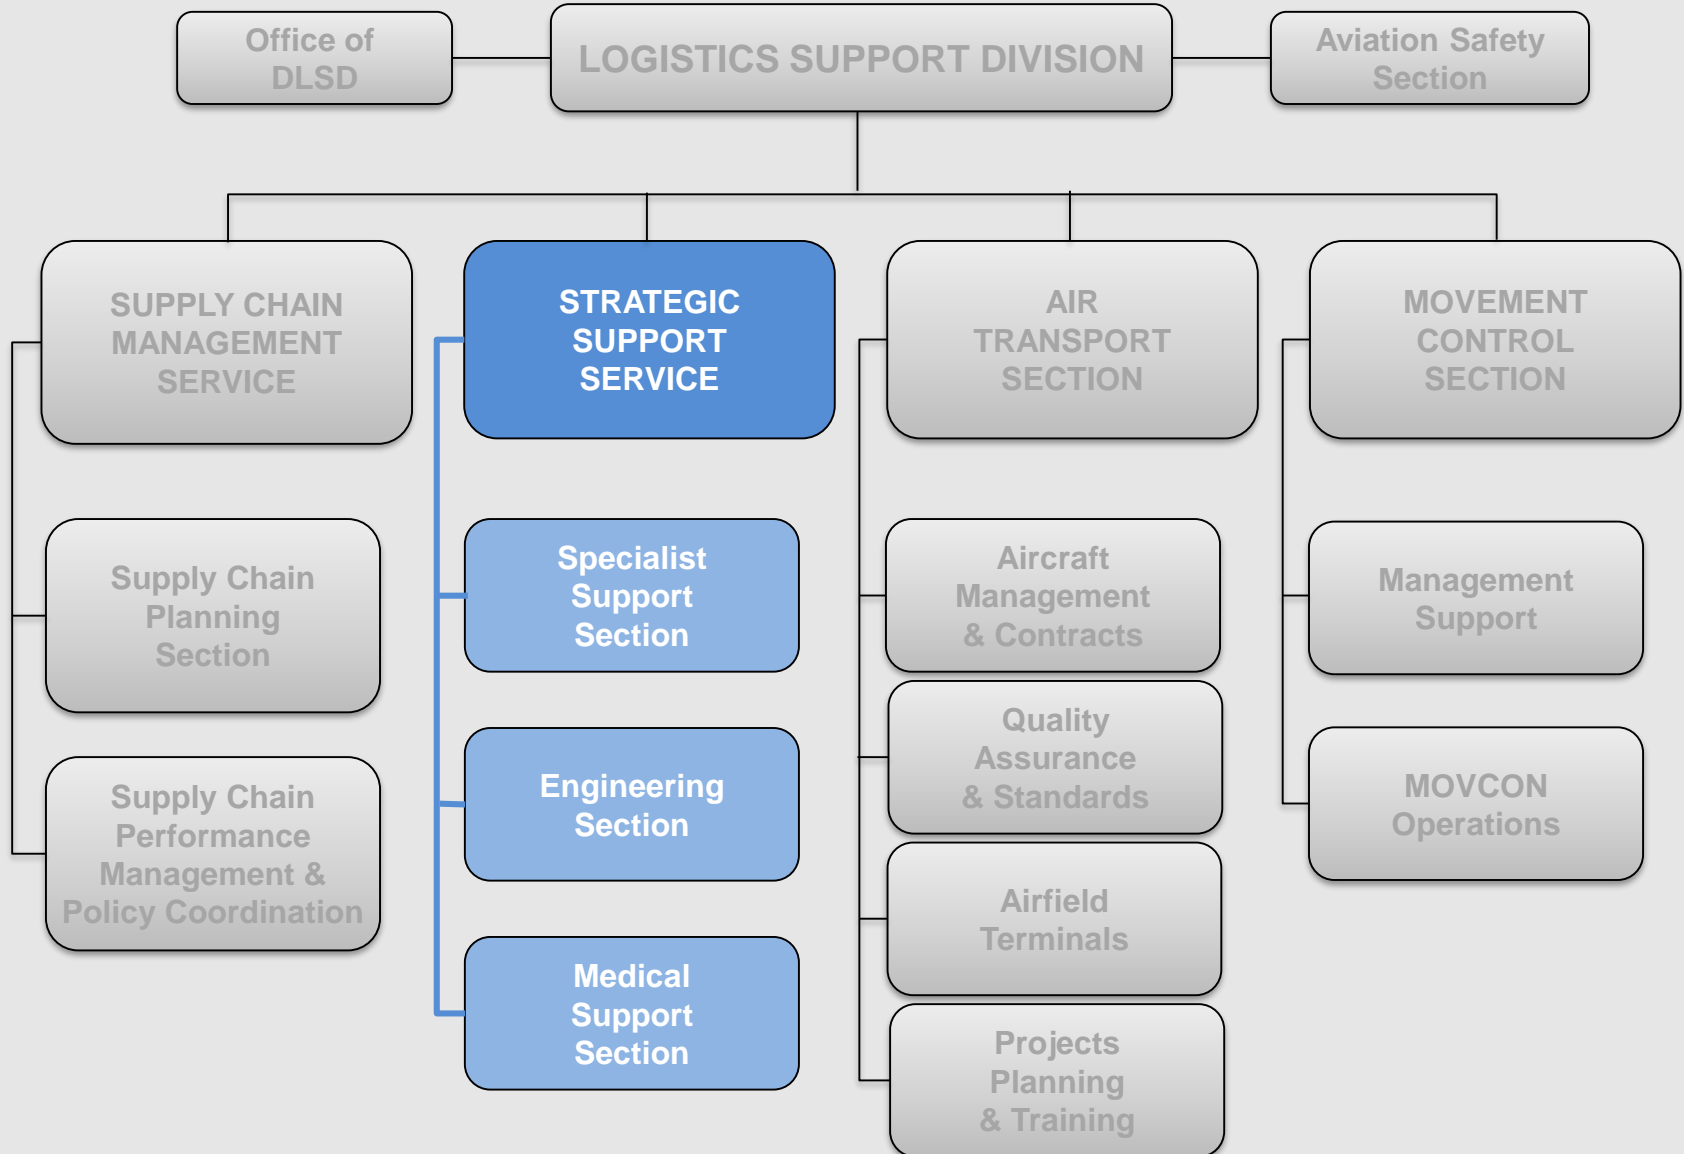 Office of
DLSD
LOGISTICS SUPPORT DIVISION
Aviation Safety
Section
SUPPLY CHAIN
MANAGEMENT
SERVICE
STRATEGIC
SUPPORT
SERVICE
AIR
TRANSPORT
SECTION
MOVEMENT
CONTROL
SECTION
Supply Chain
Planning
Section
Supply Chain
Performance
Management &
Policy Coordination
Specialist
Support
Section
Engineering
Section
Medical
Support
Section
Aircraft
Management
& Contracts
Quality
Assurance
& Standards
Airfield
Terminals
Projects
Planning
& Training
Management
Support
MOVCON
Operations